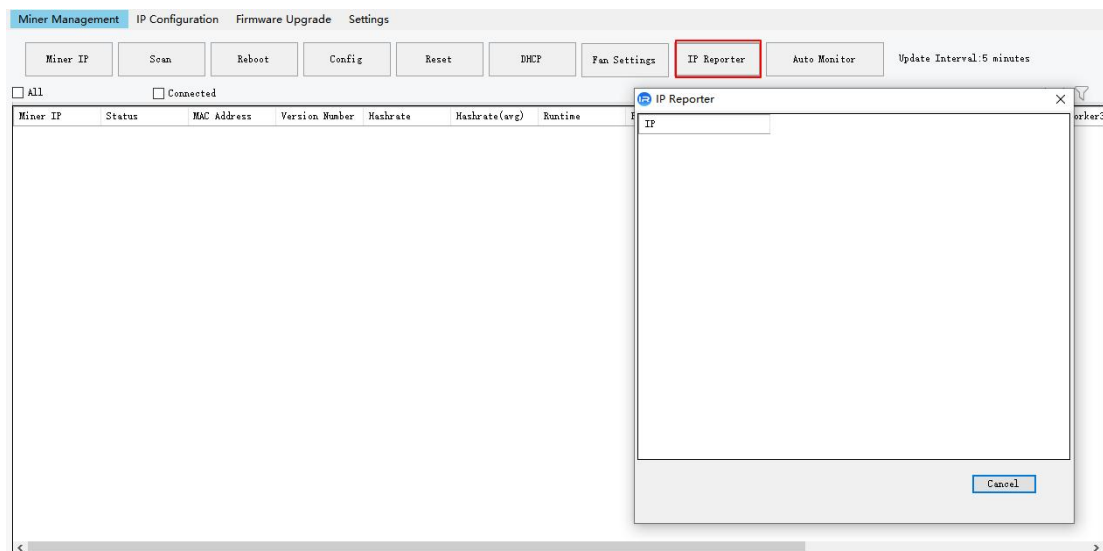 Miner Management IP Configuration Firmware Upgrade Settings
Miner IP Scan Reboot Config Reset DHCP Fan Settings IP Reporter Auto Monitor Update Interval:5 minutes
All Connected
IP Reporter
Miner IP Status MAC Address Version Number Hashrate Hashrate(avg) Runtime
IP
Cancel